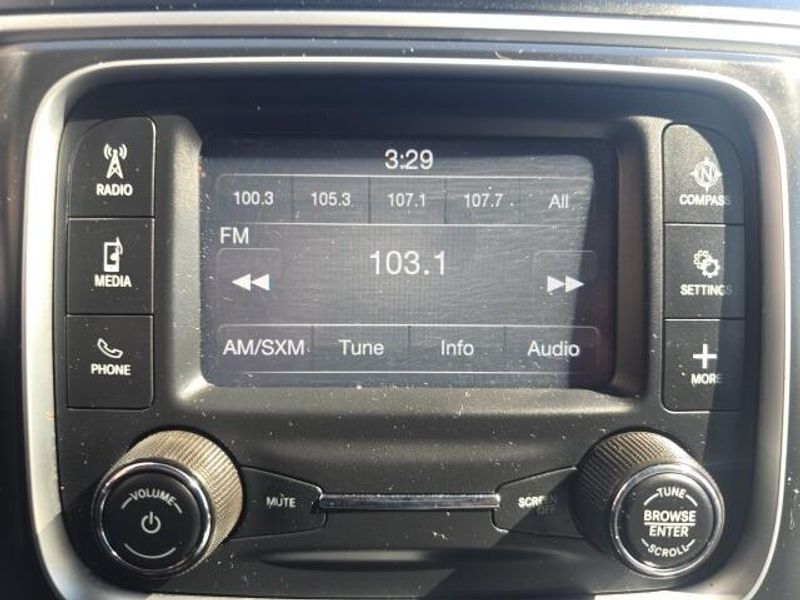 3:29
100.3 105.3 107.1 107.7 All
FM
103.1
AM/SXM Tune Info Audio
RADIO
MEDIA
PHONE
N
COMPASS
SETTINGS
MORE
VOLUME
MUTE
SCREEN
OFF
TUNE
BROWSE
ENTER
SCROLL